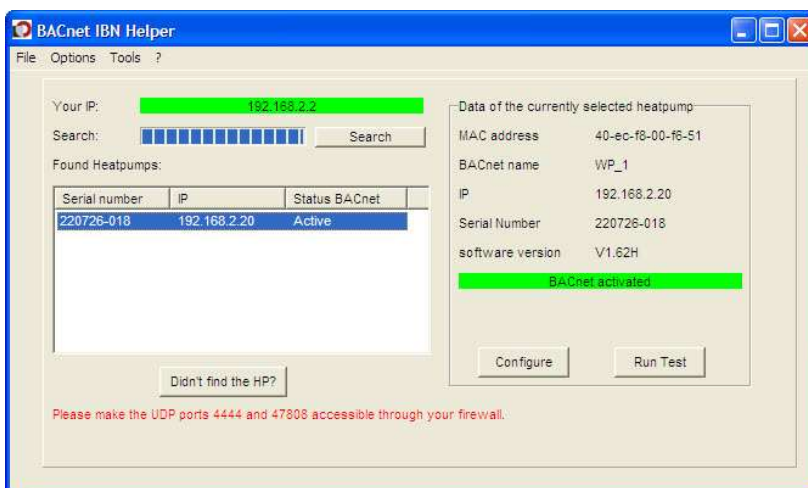 BACnet IBN Helper
File Options Tools ?
Your IP: 192.168.2.2
Search: Search
Found Heatpumps:
Serial number IP Status BACnet
220726-018 192.168.2.20 Active
Didn't find the HP?
Please make the UDP ports 4444 and 47808 accessible through your firewall.
Data of the currently selected heatpump
MAC address 40-ec-f8-00-f6-51
BACnet name WP_1
IP 192.168.2.20
Serial Number 220726-018
software version V1.62H
BACnet activated
Configure Run Test